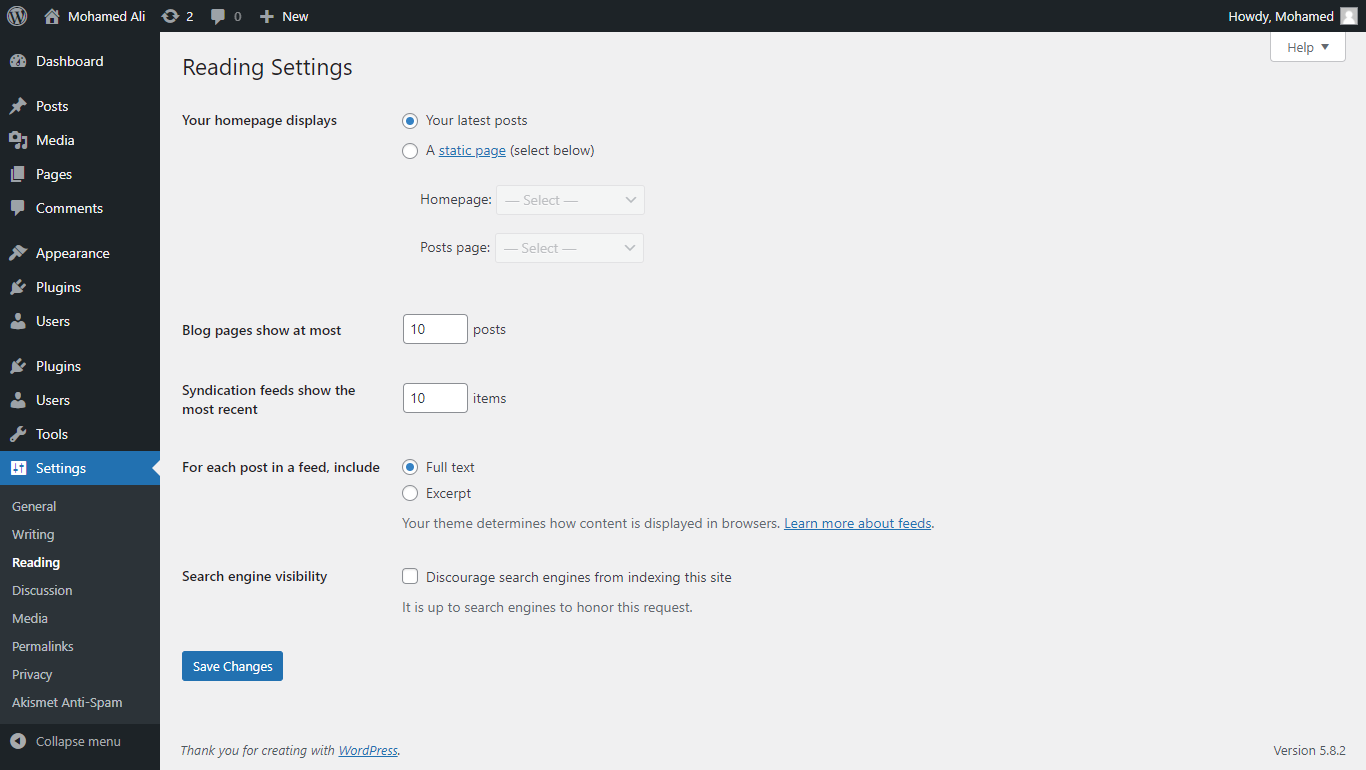 Mohamed Ali 2 0 New Howdy, Mohamed
Help
Dashboard
Posts
Media
Pages
Comments
Appearance
Plugins
Users
Plugins
Users
Tools
Settings
General
Writing
Reading
Discussion
Media
Permalinks
Privacy
Akismet Anti-Spam
Collapse menu
Reading Settings
Your homepage displays
Your latest posts
A static page (select below)
Homepage: — Select —
Posts page: — Select —
Blog pages show at most 10 posts
Syndication feeds show the
most recent
10 items
For each post in a feed, include
Full text
Excerpt
Your theme determines how content is displayed in browsers. Learn more about feeds.
Search engine visibility
Discourage search engines from indexing this site
It is up to search engines to honor this request.
Save Changes
Thank you for creating with WordPress.
Version 5.8.2